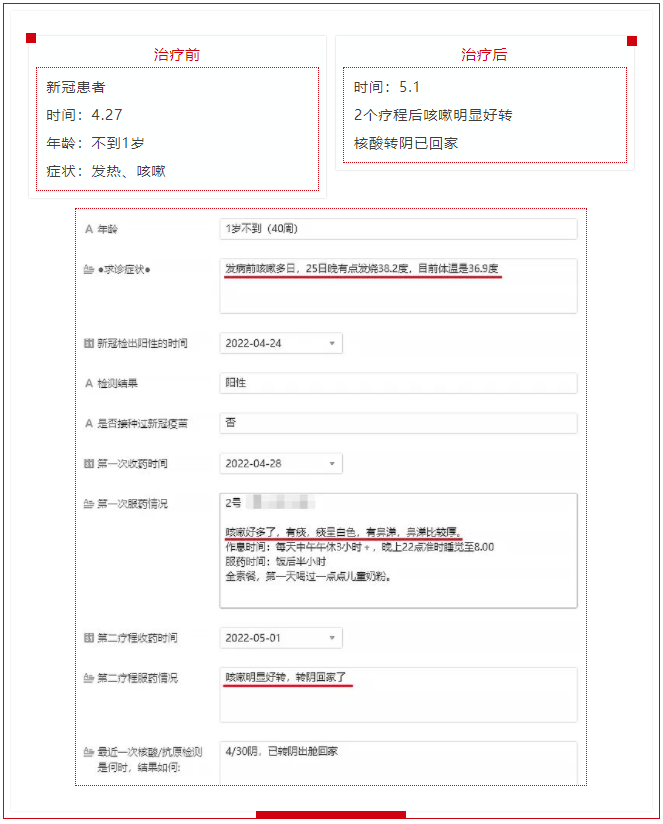 治疗前
新冠患者
时间：4.27
年龄：不到1岁
症状：发热、咳嗽
治疗后
时间：5.1
2个疗程后咳嗽明显好转
核酸转阴已回家
年龄
1岁不到（40周）
●求诊症状●
发病前咳嗽多日，25日晚有点发烧38.2度，目前体温是36.9度
新冠检出阳性的时间
2022-04-24
检测结果
阳性
是否接种过新冠疫苗
否
第一次收药时间
2022-04-28
第一次服药情况
2号
咳嗽好多了，有痰，痰呈白色，有鼻涕，鼻涕比较厚。
作息时间：每天中午午休3小时+，晚上22点准时睡觉至8.00
服药时间：饭后半小时
全素餐，第一天喝过一点点儿童奶粉。
第二疗程收药时间
2022-05-01
第二疗程服药情况
咳嗽明显好转，转阴回家了
最近一次核酸/抗原检测
是何时，结果如何:
4/30阴，已转阴出舱回家